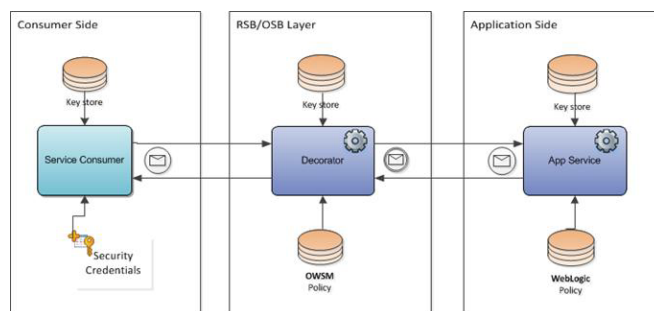 Consumer Side
RSB/OSB Layer
Application Side
Key store
Key store
Key store
Service Consumer
Decorator
App Service
Security
Credentials
OWSM
Policy
WebLogic
Policy